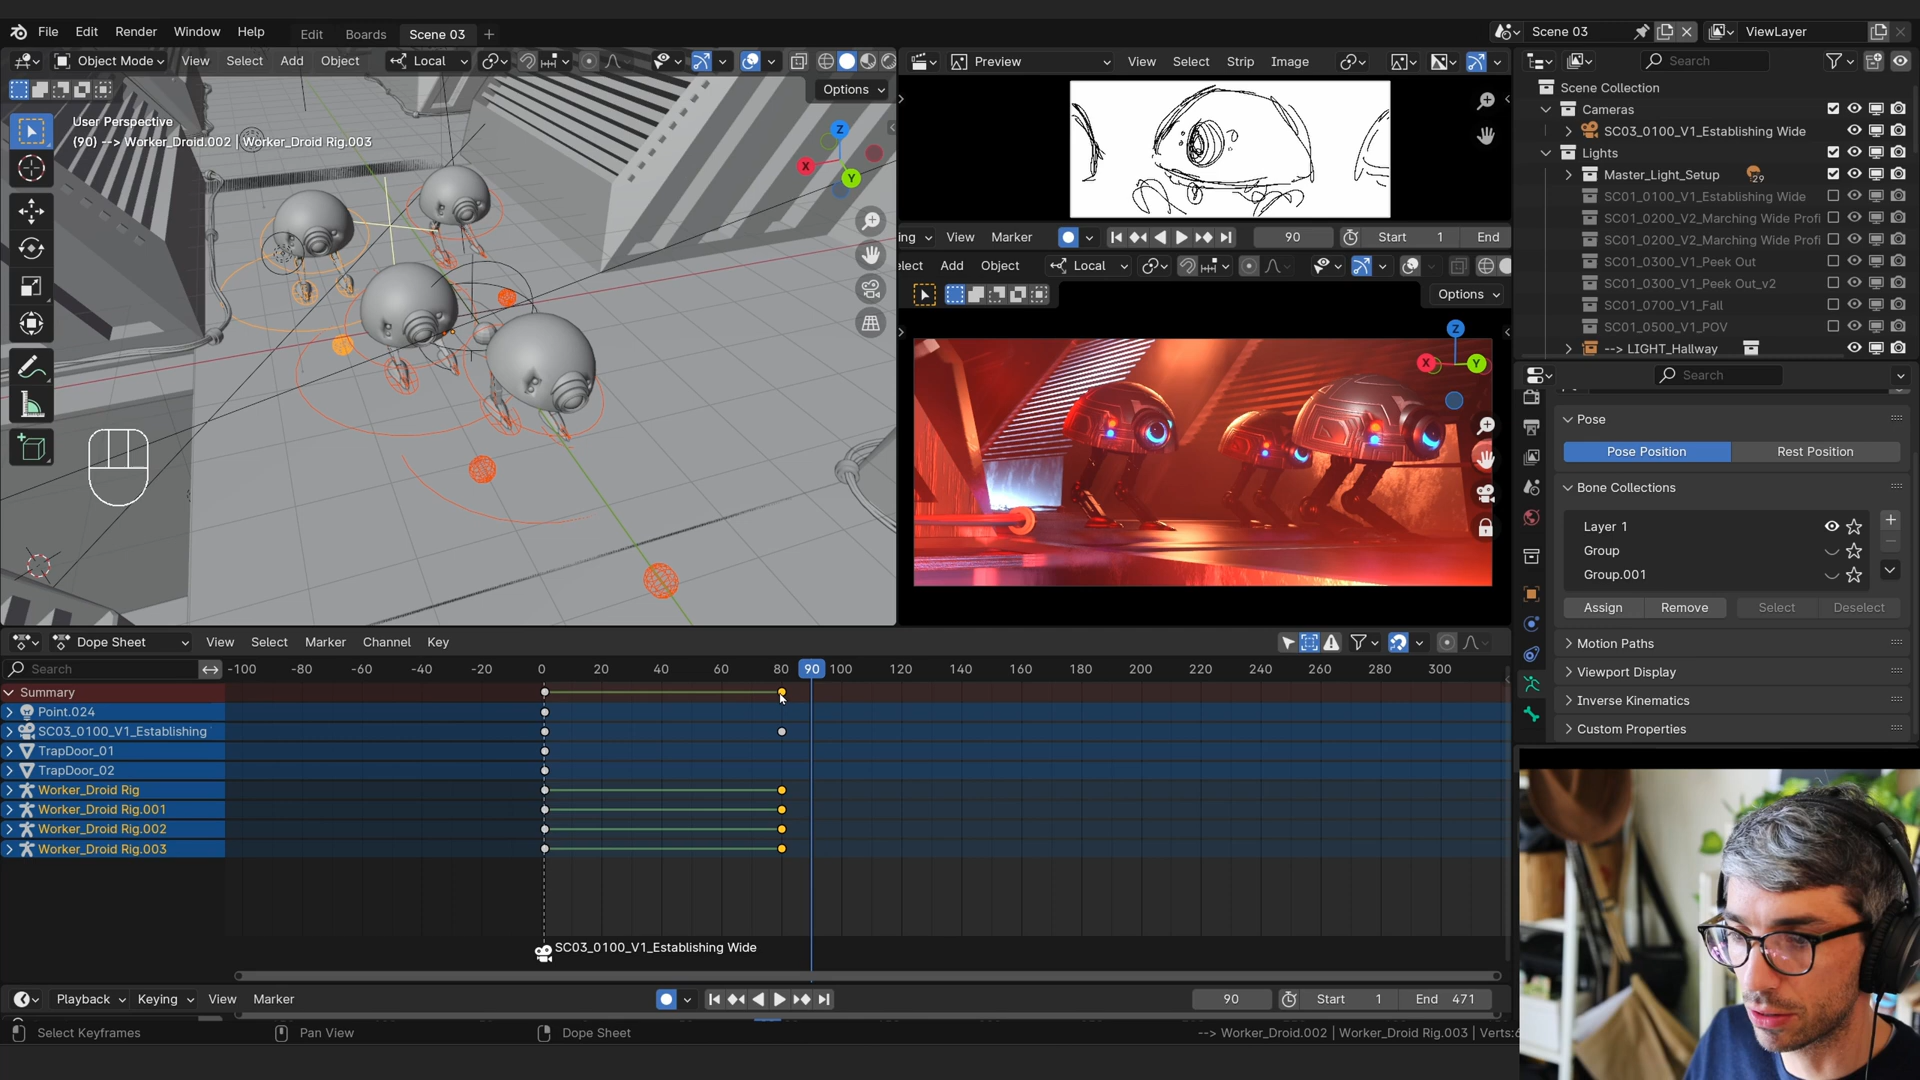 File Edit Render Window Help Edit Boards Scene 03
Scene 03 ViewLayer
Object Mode View Select Add Object Local
Options
User Perspective
(90) --> Worker_Droid.002 | Worker_Droid Rig.003
Z
X
Y
Preview View Select Strip Image
ing View Marker 90 Start 1 End
elect Add Object Local
Options
Z
X
Y
Search
Scene Collection
Cameras
SC03_0100_V1_Establishing Wide
Lights
Master_Light_Setup 29
SC01_0100_V1_Establishing Wide
SC01_0200_V2_Marching Wide Profi
SC01_0200_V2_Marching Wide Profi
SC01_0300_V1_Peek Out
SC01_0300_V1_Peek Out_v2
SC01_0700_V1_Fall
SC01_0500_V1_POV
--> LIGHT_Hallway
Search
Pose
Pose Position Rest Position
Bone Collections
Layer 1
Group
Group.001
Assign Remove Select Deselect
Motion Paths
Viewport Display
Inverse Kinematics
Custom Properties
Dope Sheet View Select Marker Channel Key
Search -100 -80 -60 -40 -20 0 20 40 60 80 90 100 120 140 160 180 200 220 240 260 280 300
Summary
Point.024
SC03_0100_V1_Establishing
TrapDoor_01
TrapDoor_02
Worker_Droid Rig
Worker_Droid Rig.001
Worker_Droid Rig.002
Worker_Droid Rig.003
SC03_0100_V1_Establishing Wide
Playback Keying View Marker 90 Start 1 End 471
Select Keyframes Pan View Dope Sheet --> Worker_Droid.002 | Worker_Droid Rig.003 | Verts: